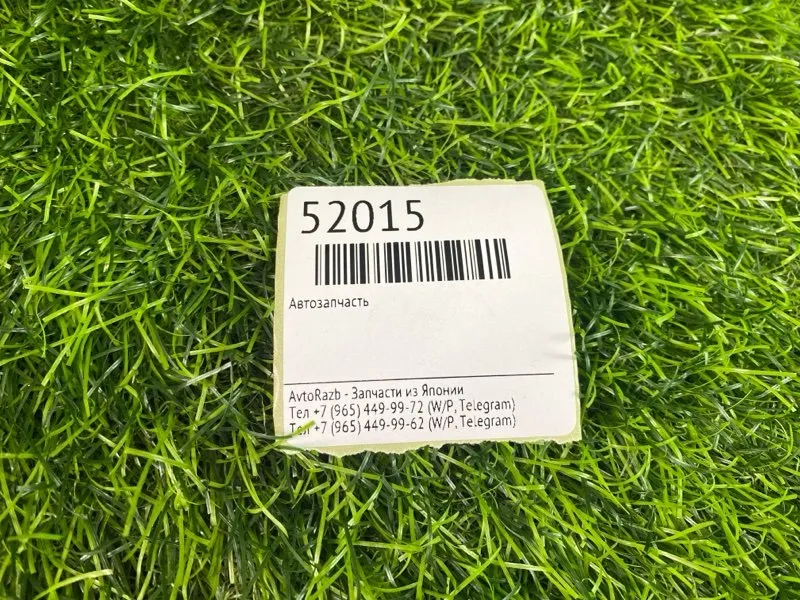 52015
Автозапчасть
AvtoRazb - Запчасти из Японии
Тел +7 (965) 449-99-72 (W/P, Telegram)
Тел +7 (965) 449-99-62 (W/P, Telegram)